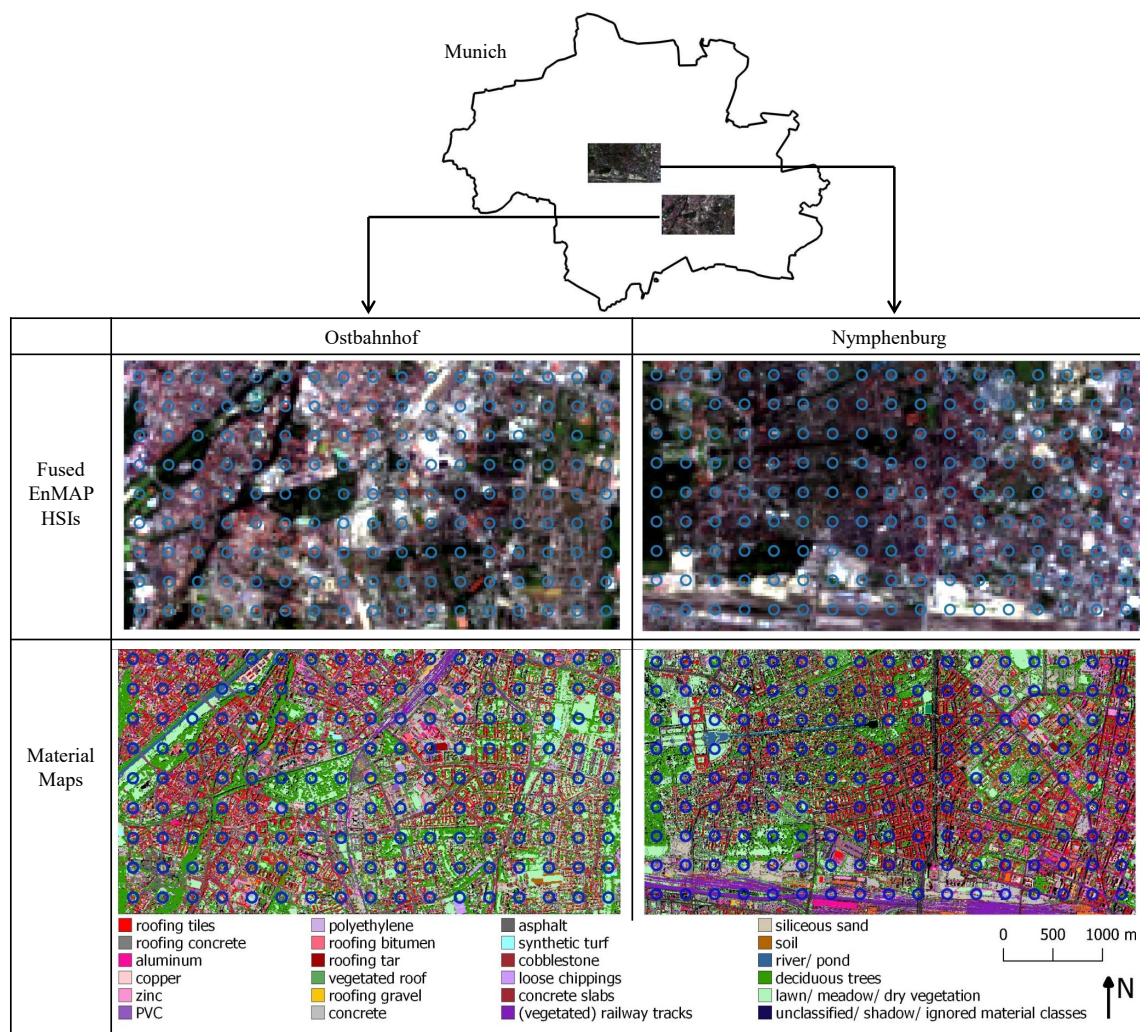 Munich
Ostbahnhof
Nymphenburg
Fused
EnMAP
HSIs
Material
Maps
roofing tiles
roofing concrete
aluminum
copper
zinc
PVC
polyethylene
roofing bitumen
roofing tar
vegetated roof
roofing gravel
concrete
asphalt
synthetic turf
cobblestone
loose chippings
concrete slabs
(vegetated) railway tracks
siliceous sand
soil
river/ pond
deciduous trees
lawn/ meadow/ dry vegetation
unclassified/ shadow/ ignored material classes
0 500 1000 m
N